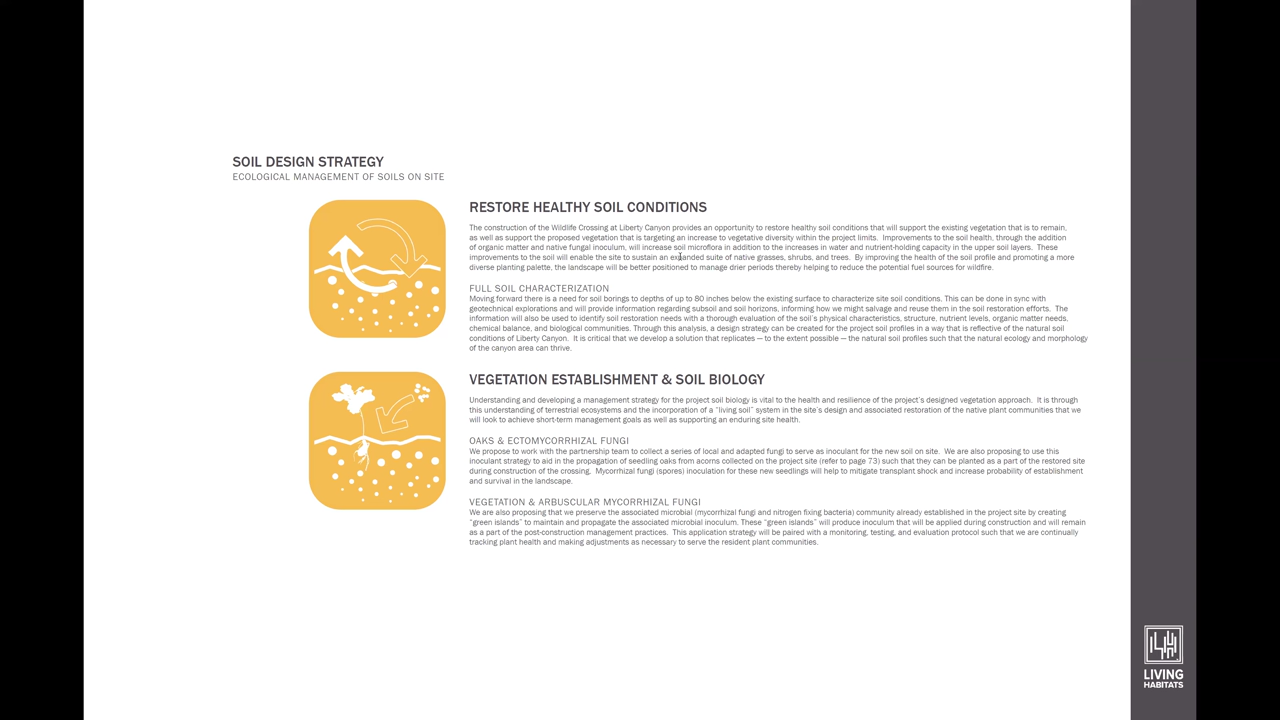 SOIL DESIGN STRATEGY
ECOLOGICAL MANAGEMENT OF SOILS ON SITE
RESTORE HEALTHY SOIL CONDITIONS
The construction of the Wildlife Crossing at Liberty Canyon provides an opportunity to restore healthy soil conditions that will support the existing vegetation that is to remain,
as well as support the proposed vegetation that is targeting an increase to vegetative diversity within the project limits. Improvements to the soil health, through the addition
of organic matter and native fungal inoculum, will increase soil microflora in addition to the increases in water and nutrient-holding capacity in the upper soil layers. These
improvements to the soil will enable the site to sustain an expanded suite of native grasses, shrubs, and trees. By improving the health of the soil profile and promoting a more
diverse planting palette, the landscape will be better positioned to manage drier periods thereby helping to reduce the potential fuel sources for wildfire.
FULL SOIL CHARACTERIZATION
Moving forward there is a need for soil borings to depths of up to 80 inches below the existing surface to characterize site soil conditions. This can be done in sync with
geotechnical explorations and will provide information regarding subsoil and soil horizons, informing how we might salvage and reuse them in the soil restoration efforts. The
information will also be used to identify soil restoration needs with a thorough evaluation of the soil's physical characteristics, structure, nutrient levels, organic matter needs,
chemical balance, and biological communities. Through this analysis, a design strategy can be created for the project soil profiles in a way that is reflective of the natural soil
conditions of Liberty Canyon. It is critical that we develop a solution that replicates — to the extent possible — the natural soil profiles such that the natural ecology and morphology
of the canyon area can thrive.
VEGETATION ESTABLISHMENT & SOIL BIOLOGY
Understanding and developing a management strategy for the project soil biology is vital to the health and resilience of the project's designed vegetation approach. It is through
this understanding of terrestrial ecosystems and the incorporation of a "living soil" system in the site's design and associated restoration of the native plant communities that we
will look to achieve short-term management goals as well as supporting an enduring site health.
OAKS & ECTOMYCORRHIZAL FUNGI
We propose to work with the partnership team to collect a series of local and adapted fungi to serve as inoculant for the new soil on site. We are also proposing to use this
inoculant strategy to aid in the propagation of seedling oaks from acorns collected on the project site (refer to page 73) such that they can be planted as a part of the restored site
during construction of the crossing. Mycorrhizal fungi (spores) inoculation for these new seedlings will help to mitigate transplant shock and increase probability of establishment
and survival in the landscape.
VEGETATION & ARBUSCULAR MYCORRHIZAL FUNGI
We are also proposing that we preserve the associated microbial (mycorrhizal fungi and nitrogen fixing bacteria) community already established in the project site by creating
"green islands" to maintain and propagate the associated microbial inoculum. These "green islands" will produce inoculum that will be applied during construction and will remain
as a part of the post-construction management practices. This application strategy will be paired with a monitoring, testing, and evaluation protocol such that we are continually
tracking plant health and making adjustments as necessary to serve the resident plant communities.
LIVING
HABITATS